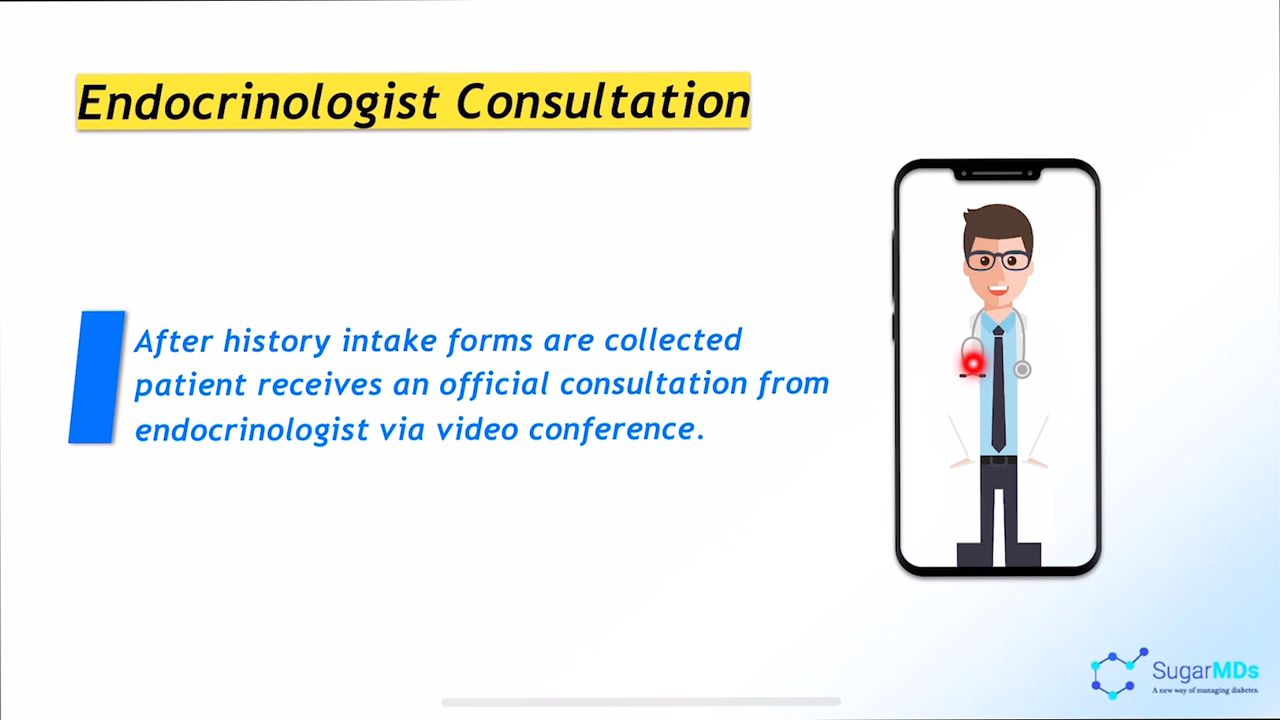 Endocrinologist Consultation
After history intake forms are collected
patient receives an official consultation from
endocrinologist via video conference.
SugarMDs
A new way of managing diabetes.